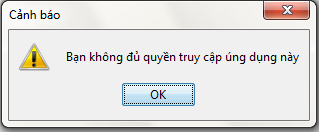 Cảnh báo
Bạn không đủ quyền truy cập ứng dụng này
OK